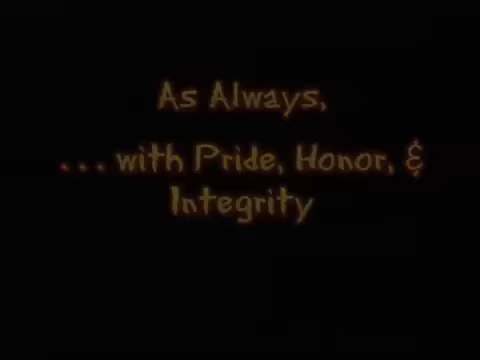 As Always,
. . . with Pride, Honor, &
Integrity